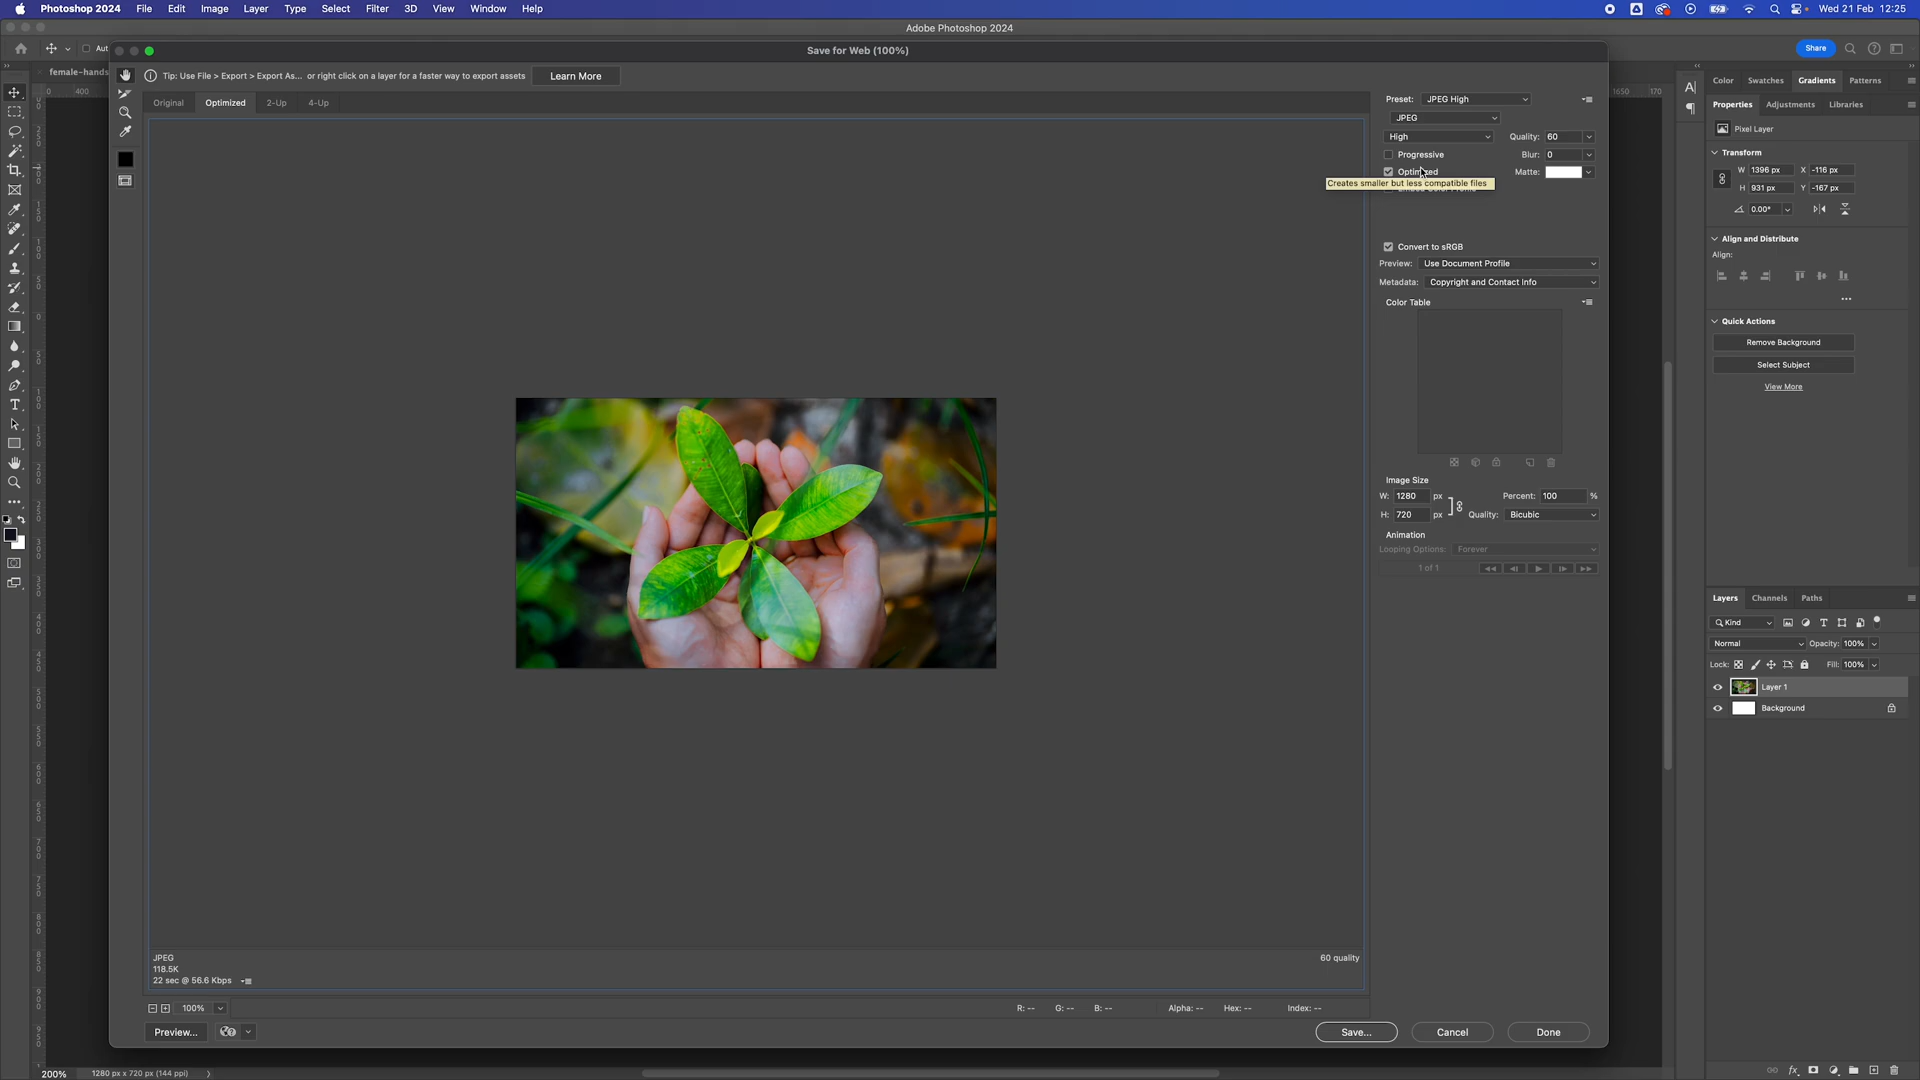 Photoshop 2024 File Edit Image Layer Type Select Filter 3D View Window Help Wed 21 Feb 12:25
Adobe Photoshop 2024
Aut
Share
female-hands
Save for Web (100%)
Tip: Use File > Export > Export As... or right click on a layer for a faster way to export assets Learn More
Original Optimized 2-Up 4-Up
0 400
1650 170
Preset: JPEG High
JPEG
High Quality: 60
Progressive Blur: 0
Optimized Matte:
Creates smaller but less compatible files
Convert to sRGB
Preview: Use Document Profile
Metadata: Copyright and Contact Info
Color Table
Image Size
W: 1280 px Percent: 100 %
H: 720 px Quality: Bicubic
Animation
Looping Options: Forever
1 of 1
JPEG
118.5K
22 sec @ 56.6 Kbps
60 quality
100% R: -- G: -- B: -- Alpha: -- Hex: -- Index: --
Preview... Save... Cancel Done
200% 1280 px x 720 px (144 ppi)
Color Swatches Gradients Patterns
Properties Adjustments Libraries
Pixel Layer
Transform
W 1396 px X -116 px
H 931 px Y -167 px
0.00°
Align and Distribute
Align:
Quick Actions
Remove Background
Select Subject
View More
Layers Channels Paths
Kind
Normal Opacity: 100%
Lock: Fill: 100%
Layer 1
Background